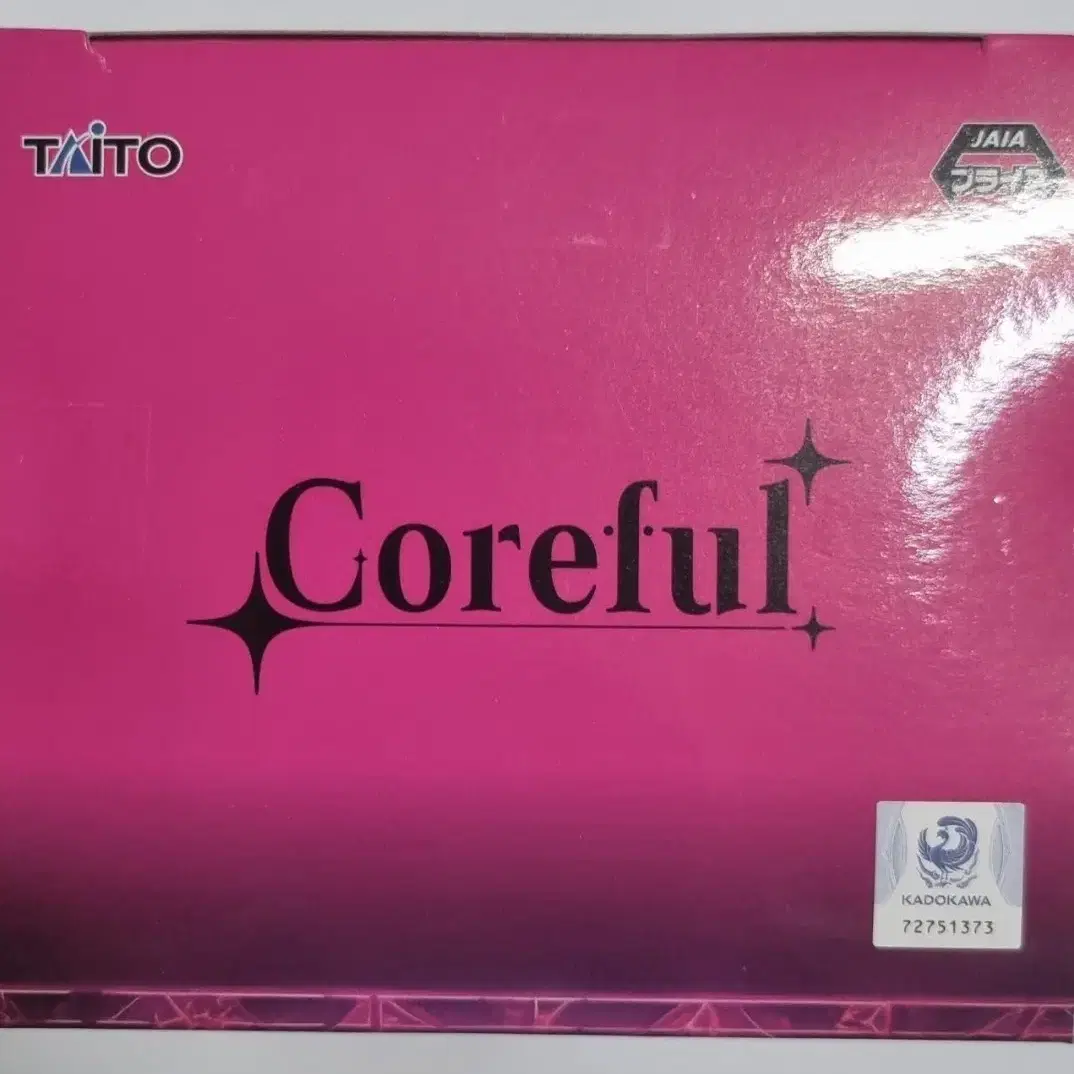 TAITO
JAIA
プライズ
Coreful
KADOKAWA
72751373